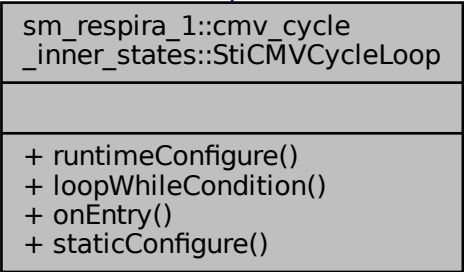 sm_respira_1::cmv_cycle
_inner_states::StiCMVCycleLoop
+ runtimeConfigure()
+ loopWhileCondition()
+ onEntry()
+ staticConfigure()